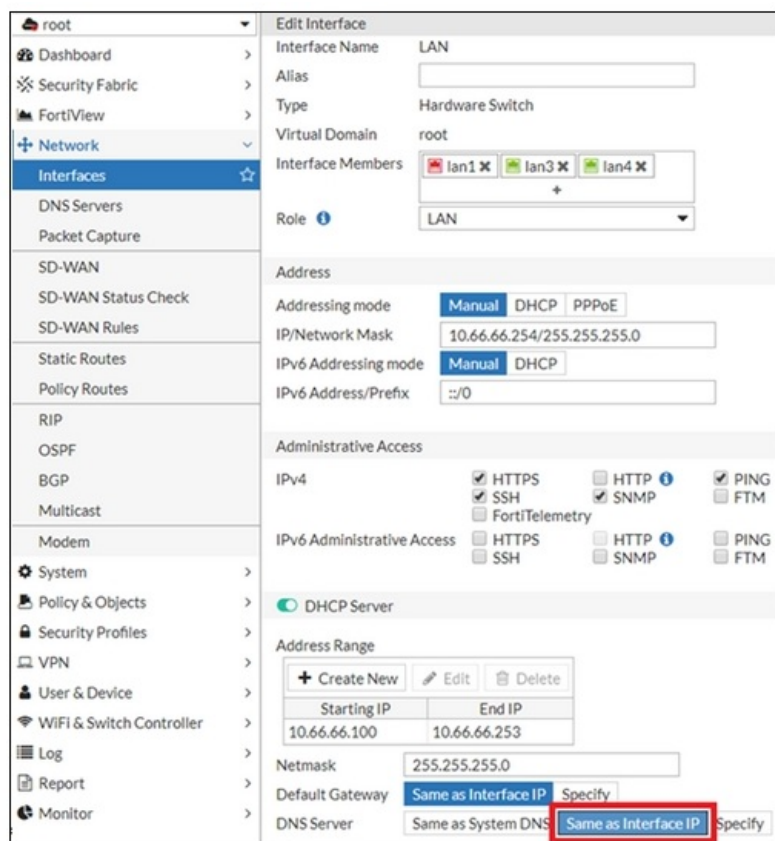 root
Dashboard
Security Fabric
FortiView
Network
Interfaces
DNS Servers
Packet Capture
SD-WAN
SD-WAN Status Check
SD-WAN Rules
Static Routes
Policy Routes
RIP
OSPF
BGP
Multicast
Modem
System
Policy & Objects
Security Profiles
VPN
User & Device
WiFi & Switch Controller
Log
Report
Monitor
Edit Interface
Interface Name LAN
Alias
Type Hardware Switch
Virtual Domain root
Interface Members lan1 lan3 lan4
+
Role LAN
Address
Addressing mode Manual DHCP PPPoE
IP/Network Mask 10.66.66.254/255.255.255.0
IPv6 Addressing mode Manual DHCP
IPv6 Address/Prefix ::/0
Administrative Access
IPv4 HTTPS HTTP PING
SSH SNMP FTM
FortiTelemetry
IPv6 Administrative Access HTTPS HTTP PING
SSH SNMP FTM
DHCP Server
Address Range
+ Create New Edit Delete
Starting IP End IP
10.66.66.100 10.66.66.253
Netmask 255.255.255.0
Default Gateway Same as Interface IP Specify
DNS Server Same as System DNS Same as Interface IP Specify